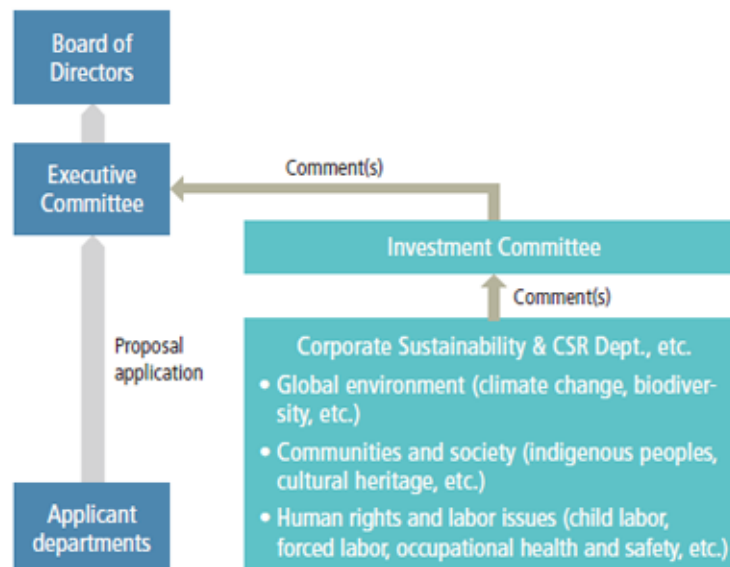 Board of
Directors
Executive
Committee
Comment(s)
Investment Committee
Comment(s)
Proposal
application
Corporate Sustainability & CSR Dept., etc.
• Global environment (climate change, biodiver-
sity, etc.)
• Communities and society (indigenous peoples,
cultural heritage, etc.)
• Human rights and labor issues (child labor,
forced labor, occupational health and safety, etc.)
Applicant
departments